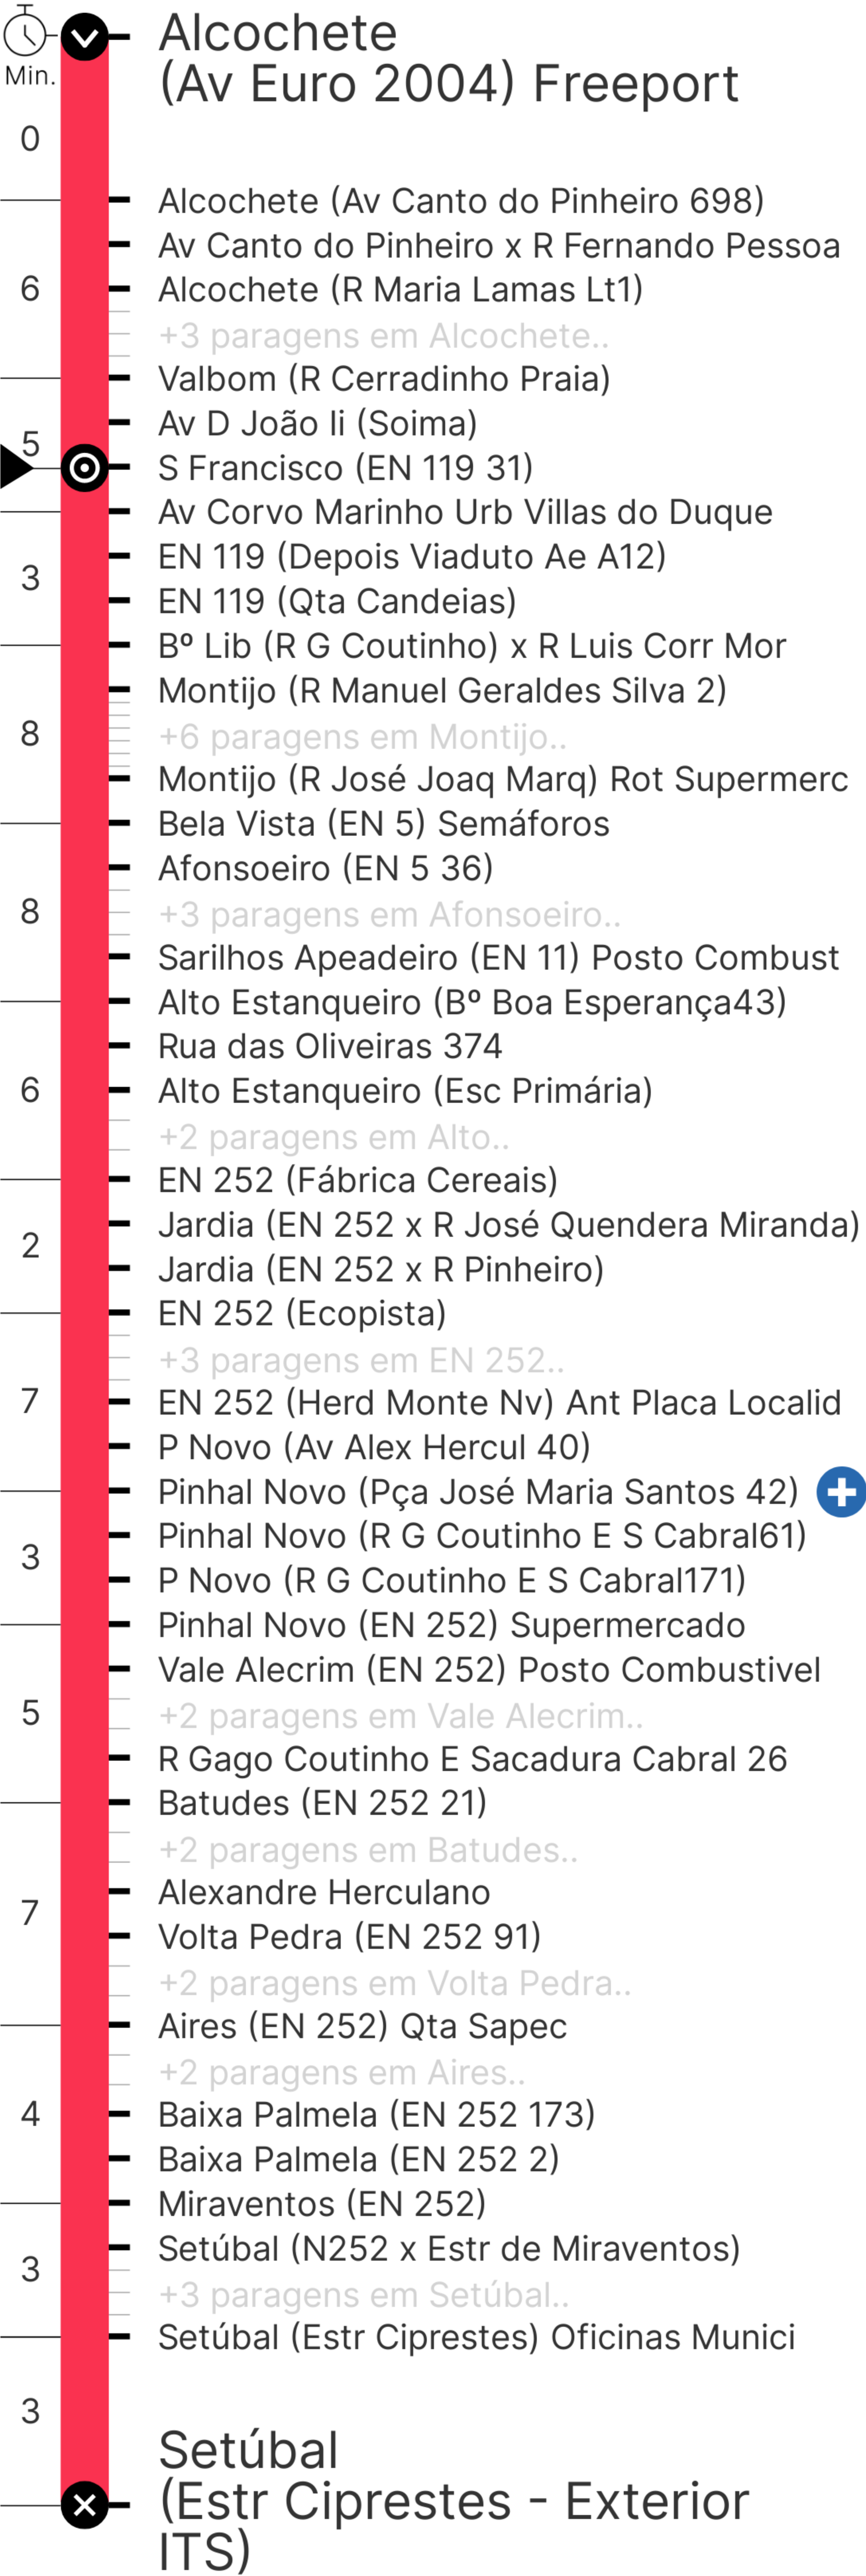 Alcochete
(Av Euro 2004) Freeport
Min.
0
Alcochete (Av Canto do Pinheiro 698)
Av Canto do Pinheiro x R Fernando Pessoa
6
Alcochete (R Maria Lamas Lt1)
+3 paragens em Alcochete..
Valbom (R Cerradinho Praia)
Av D João Ii (Soima)
5
S Francisco (EN 119 31)
Av Corvo Marinho Urb Villas do Duque
EN 119 (Depois Viaduto Ae A12)
3
EN 119 (Qta Candeias)
Bº Lib (R G Coutinho) x R Luis Corr Mor
Montijo (R Manuel Geraldes Silva 2)
8
+6 paragens em Montijo..
Montijo (R José Joaq Marq) Rot Supermerc
Bela Vista (EN 5) Semáforos
Afonsoeiro (EN 5 36)
8
+3 paragens em Afonsoeiro..
Sarilhos Apeadeiro (EN 11) Posto Combust
Alto Estanqueiro (Bº Boa Esperança43)
Rua das Oliveiras 374
6
Alto Estanqueiro (Esc Primária)
+2 paragens em Alto..
EN 252 (Fábrica Cereais)
Jardia (EN 252 x R José Quendera Miranda)
2
Jardia (EN 252 x R Pinheiro)
EN 252 (Ecopista)
+3 paragens em EN 252..
7
EN 252 (Herd Monte Nv) Ant Placa Localid
P Novo (Av Alex Hercul 40)
Pinhal Novo (Pça José Maria Santos 42)
Pinhal Novo (R G Coutinho E S Cabral61)
3
P Novo (R G Coutinho E S Cabral171)
Pinhal Novo (EN 252) Supermercado
Vale Alecrim (EN 252) Posto Combustivel
5
+2 paragens em Vale Alecrim..
R Gago Coutinho E Sacadura Cabral 26
Batudes (EN 252 21)
+2 paragens em Batudes..
Alexandre Herculano
7
Volta Pedra (EN 252 91)
+2 paragens em Volta Pedra..
Aires (EN 252) Qta Sapec
+2 paragens em Aires..
4
Baixa Palmela (EN 252 173)
Baixa Palmela (EN 252 2)
Miraventos (EN 252)
Setúbal (N252 x Estr de Miraventos)
3
+3 paragens em Setúbal..
Setúbal (Estr Ciprestes) Oficinas Munici
3
Setúbal
(Estr Ciprestes - Exterior
ITS)